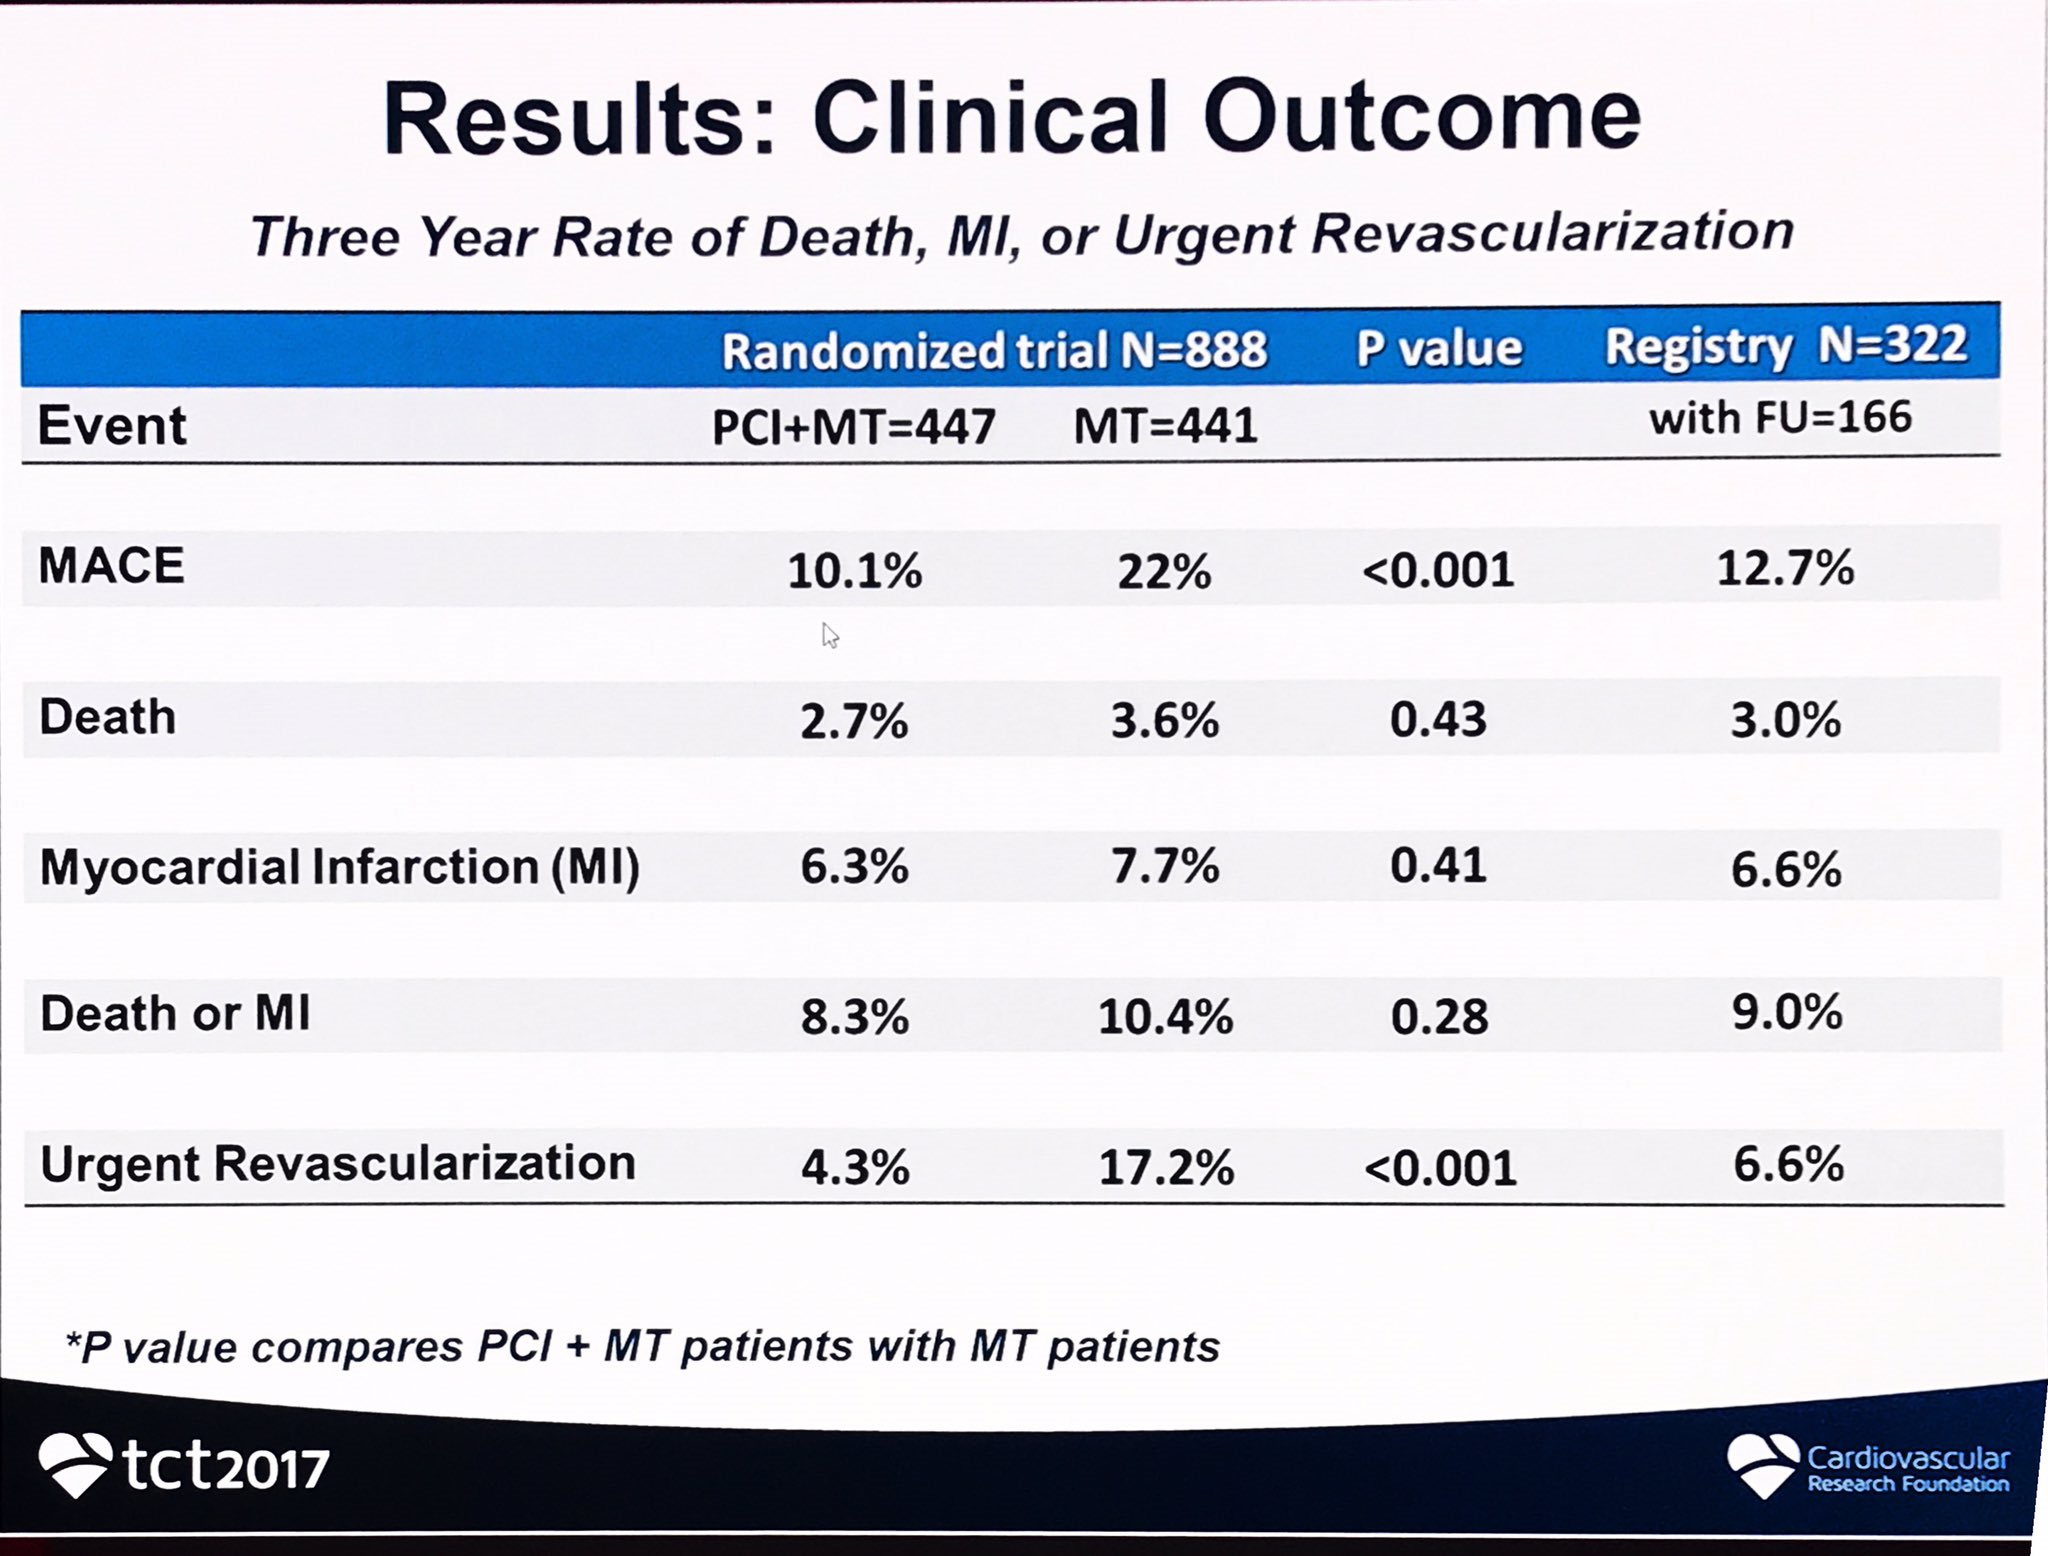 Results: Clinical Outcome
Three Year Rate of Death, MI, or Urgent Revascularization
Randomized trial N=888 P value Registry N=322
Event PCI+MT=447 MT=441 with FU=166
MACE 10.1% 22% <0.001 12.7%
Death 2.7% 3.6% 0.43 3.0%
Myocardial Infarction (MI) 6.3% 7.7% 0.41 6.6%
Death or MI 8.3% 10.4% 0.28 9.0%
Urgent Revascularization 4.3% 17.2% <0.001 6.6%
*P value compares PCI + MT patients with MT patients
tct2017
Cardiovascular
Research Foundation